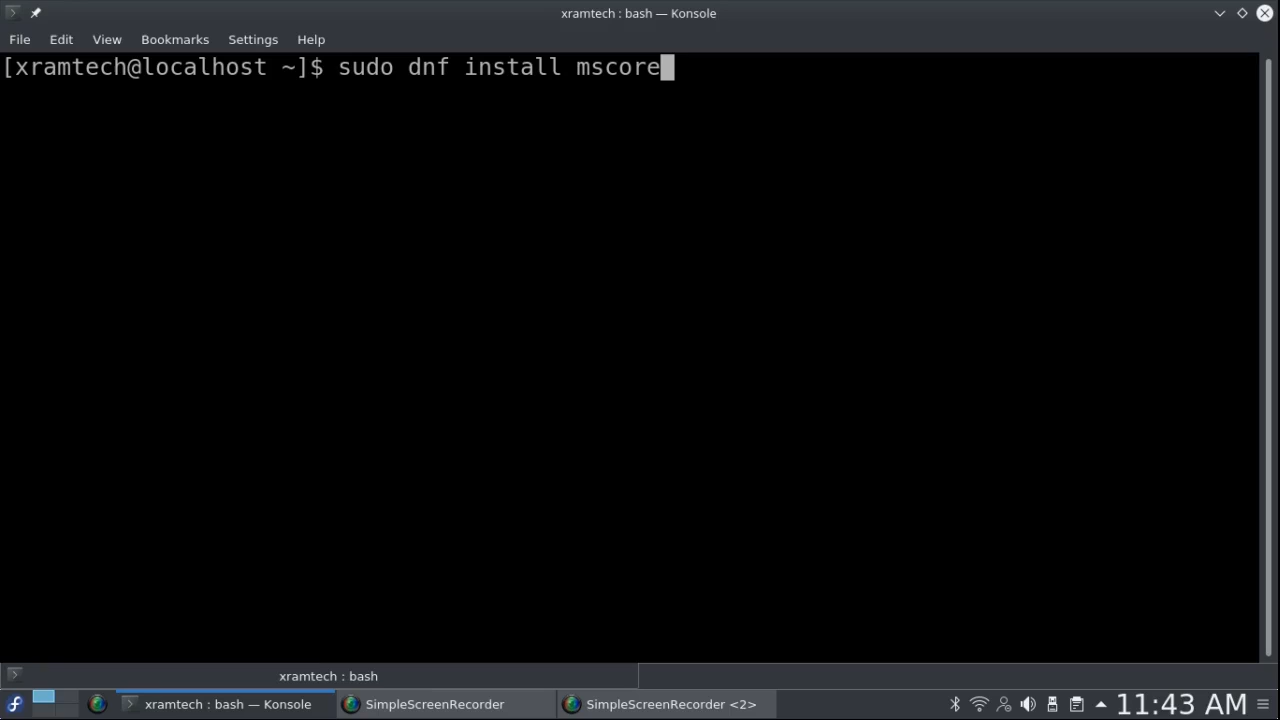 xramtech : bash — Konsole
File Edit View Bookmarks Settings Help
[xramtech@localhost ~]$ sudo dnf install mscore
xramtech : bash
xramtech : bash — Konsole SimpleScreenRecorder SimpleScreenRecorder <2> 11:43 AM